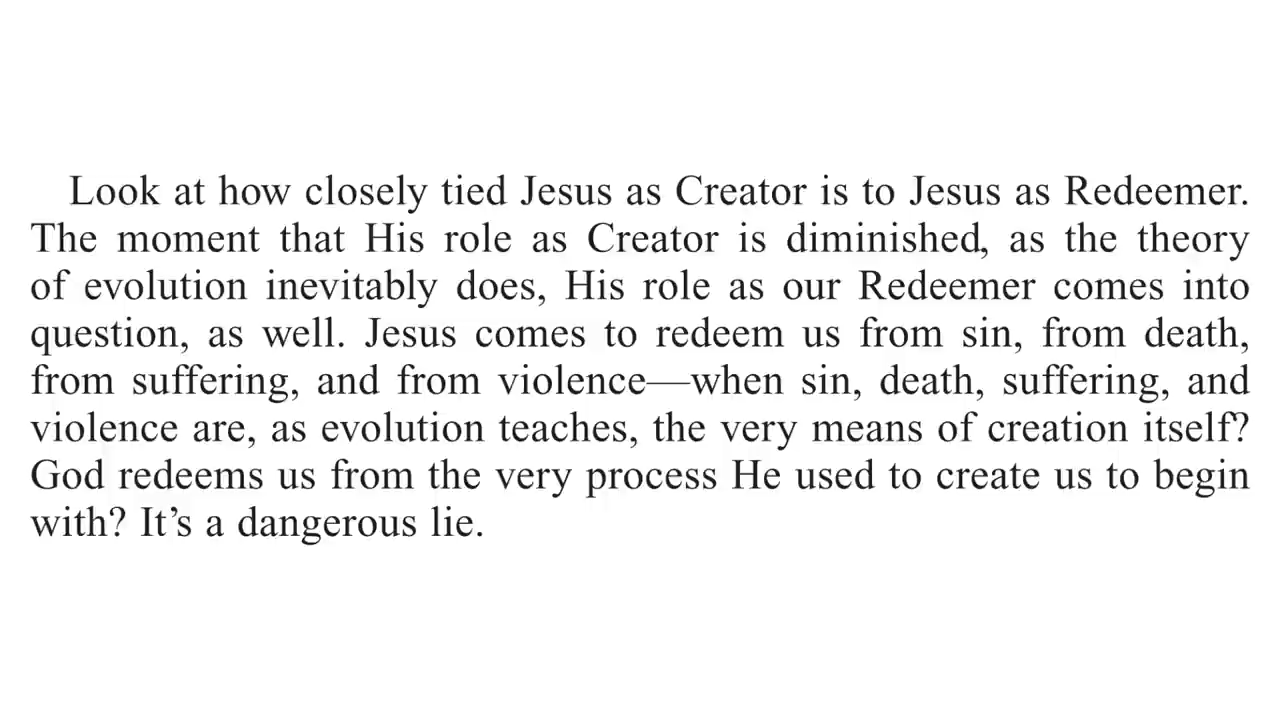 Look at how closely tied Jesus as Creator is to Jesus as Redeemer.
The moment that His role as Creator is diminished, as the theory
of evolution inevitably does, His role as our Redeemer comes into
question, as well. Jesus comes to redeem us from sin, from death,
from suffering, and from violence—when sin, death, suffering, and
violence are, as evolution teaches, the very means of creation itself?
God redeems us from the very process He used to create us to begin
with? It’s a dangerous lie.